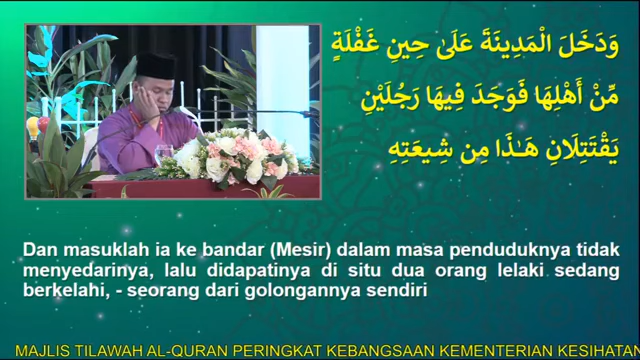 وَدَخَلَ الْمَدِينَةَ عَلَىٰ حِينِ غَفْلَةٍ
مِّنْ أَهْلِهَا فَوَجَدَ فِيهَا رَجُلَيْنِ
يَقْتَتِلَانِ هَـٰذَا مِن شِيعَتِهِ
Dan masuklah ia ke bandar (Mesir) dalam masa penduduknya tidak
menyedarinya, lalu didapatinya di situ dua orang lelaki sedang
berkelahi, - seorang dari golongannya sendiri
MAJLIS TILAWAH AL-QURAN PERINGKAT KEBANGSAAN KEMENTERIAN KESIHATAN